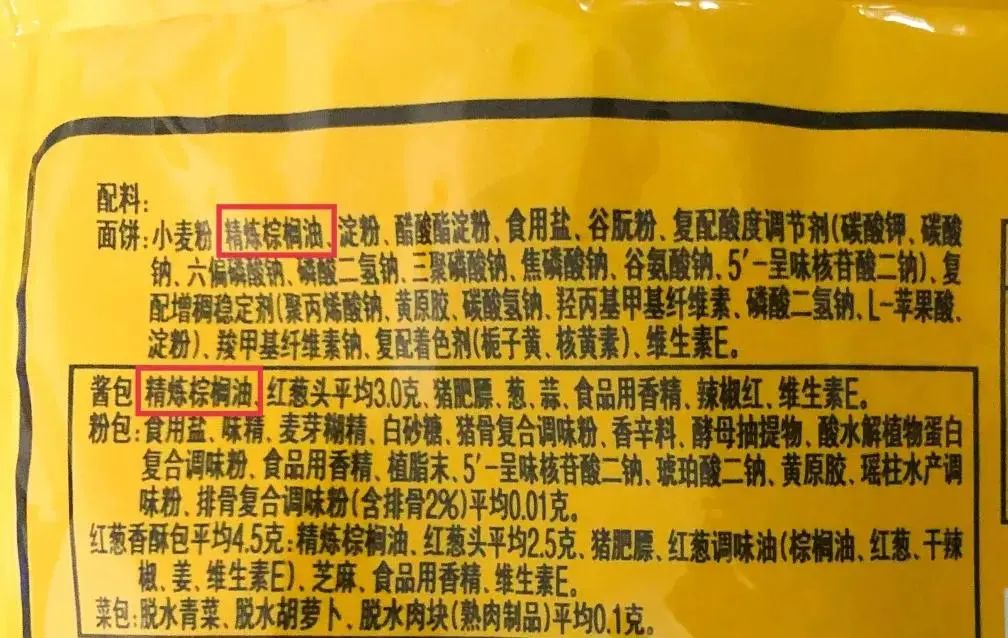 配料:
面饼:小麦粉、精炼棕榈油、淀粉、醋酸酯淀粉、食用盐、谷朊粉、复配酸度调节剂(碳酸钾、碳酸
钠、六偏磷酸钠、磷酸二氢钠、三聚磷酸钠、焦磷酸钠、谷氨酸钠、5′-呈味核苷酸二钠)、复
配增稠稳定剂(聚丙烯酸钠、黄原胶、碳酸氢钠、羟丙基甲基纤维素、磷酸二氢钠、L-苹果酸、
淀粉)、羧甲基纤维素钠、复配着色剂(栀子黄、核黄素)、维生素E。
酱包:精炼棕榈油、红葱头平均3.0克、猪肥膘、葱、蒜、食品用香精、辣椒红、维生素E。
粉包:食用盐、味精、麦芽糊精、白砂糖、猪骨复合调味粉、香辛料、酵母抽提物、酸水解植物蛋白
复合调味粉、食品用香精、植脂末、5′-呈味核苷酸二钠、琥珀酸二钠、黄原胶、瑶柱水产调
味粉、排骨复合调味粉(含排骨2%)平均0.01克。
红葱香酥包平均4.5克:精炼棕榈油、红葱头平均2.5克、猪肥膘、红葱调味油(棕榈油、红葱、干辣
椒、姜、维生素E)、芝麻、食品用香精、维生素E。
菜包:脱水青菜、脱水胡萝卜、脱水肉块(熟肉制品)平均0.1克。